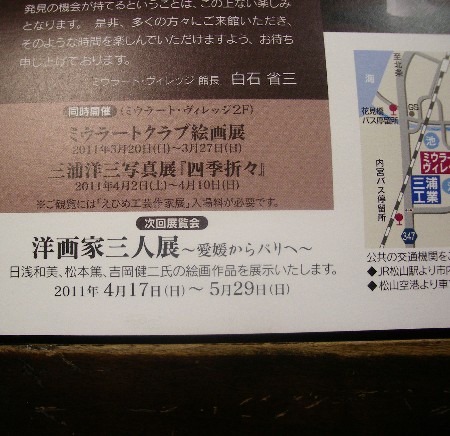 発見の機会が持てるということは、この上ない楽しみ
となります。 是非、多くの方々にご来館いただき、
そのような時間を楽しんでいただけますよう、お待ち
申し上げております。
ミウラート・ヴィレッジ 館長 白石 省三
同時開催 (ミウラート・ヴィレッジ2F)
ミウラートクラブ絵画展
2011年3月20日(日)〜3月27日(日)
三浦洋三写真展『四季折々』
2011年4月2日(土)〜4月10日(日)
※ご観覧には「えひめ工芸作家展」入場料が必要です。
次回展覧会
洋画家三人展〜愛媛からパリへ〜
日浅和美、松本篤、吉岡健二氏の絵画作品を展示いたします。
2011年 4月17日(日) 〜 5月29日(日)
至北条
海
花見橋
バス停留所
GS
池
ミウラ
ヴィレ
三浦
工業
内宮バス停留所
347
公共の交通機関をご
◆JR松山駅より市内
◆松山空港より車で